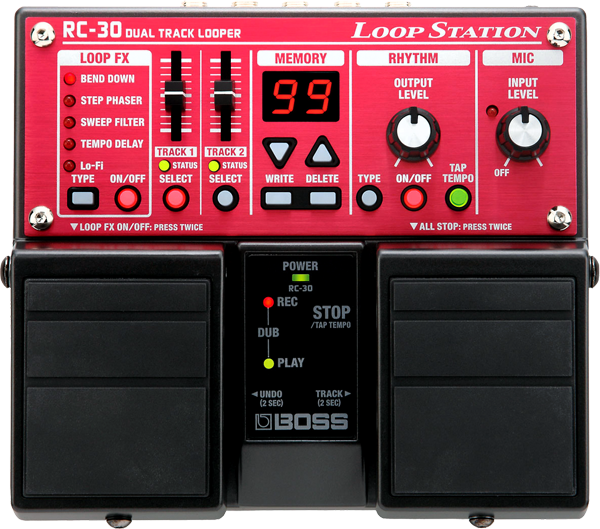 RC-30 DUAL TRACK LOOPER
LOOP STATION
LOOP FX
BEND DOWN
STEP PHASER
SWEEP FILTER
TEMPO DELAY
Lo-Fi
TYPE
ON/OFF
TRACK 1
STATUS
SELECT
TRACK 2
STATUS
SELECT
MEMORY
99
WRITE
DELETE
RHYTHM
OUTPUT
LEVEL
TYPE
ON/OFF
TAP
TEMPO
MIC
INPUT
LEVEL
OFF
▼LOOP FX ON/OFF: PRESS TWICE
▼ALL STOP: PRESS TWICE
POWER
RC-30
REC
DUB
PLAY
STOP
/TAP TEMPO
◄UNDO
(2 SEC)
TRACK►
(2 SEC)
BOSS